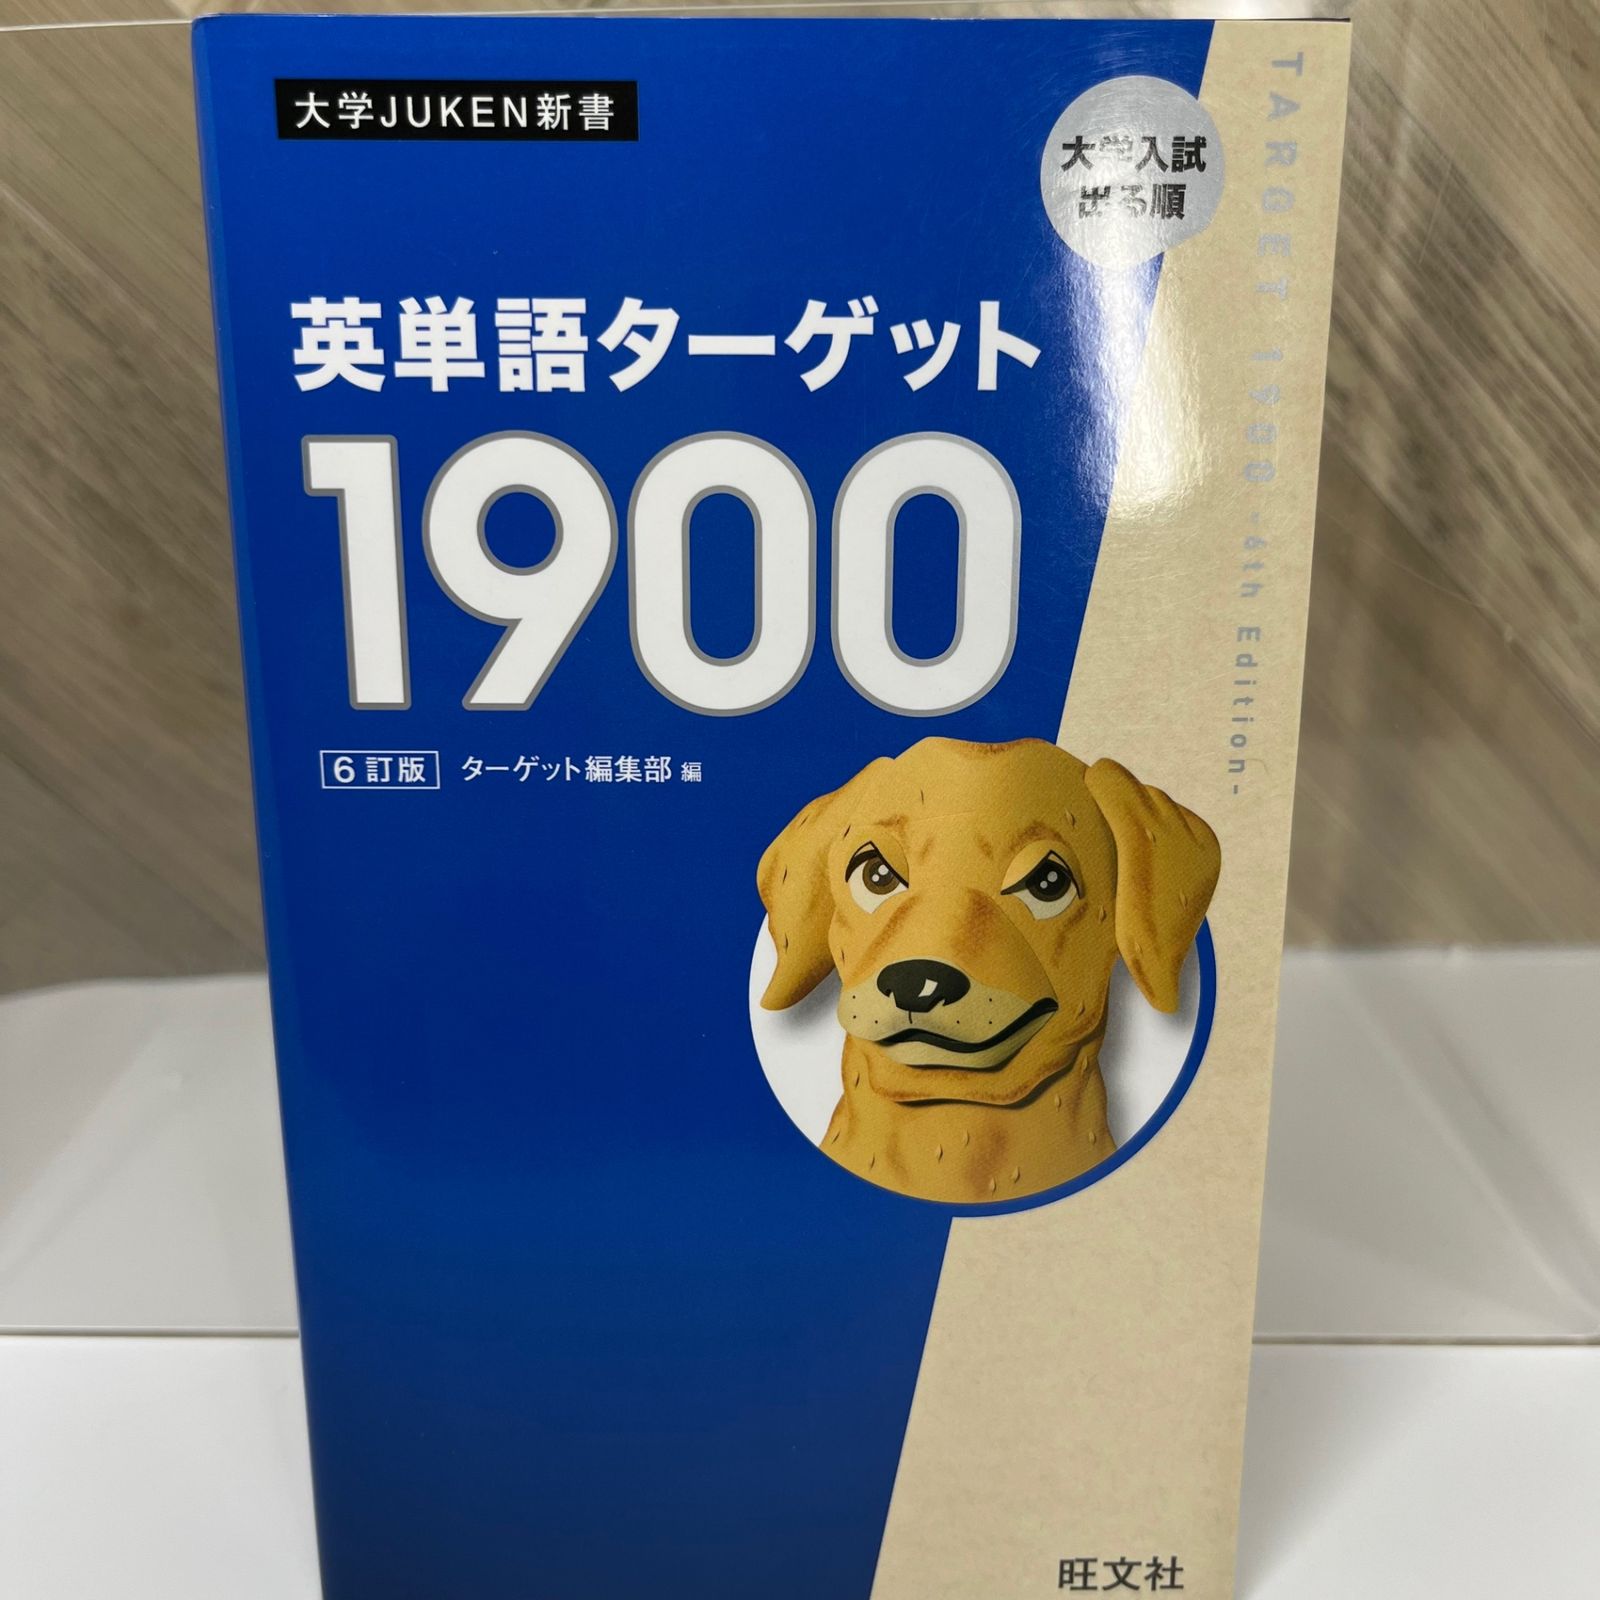 大学JUKEN新書
大学入試
出る順
TARGET 1900 -6th Edition-
英単語ターゲット
1900
6訂版 ターゲット編集部 編
旺文社